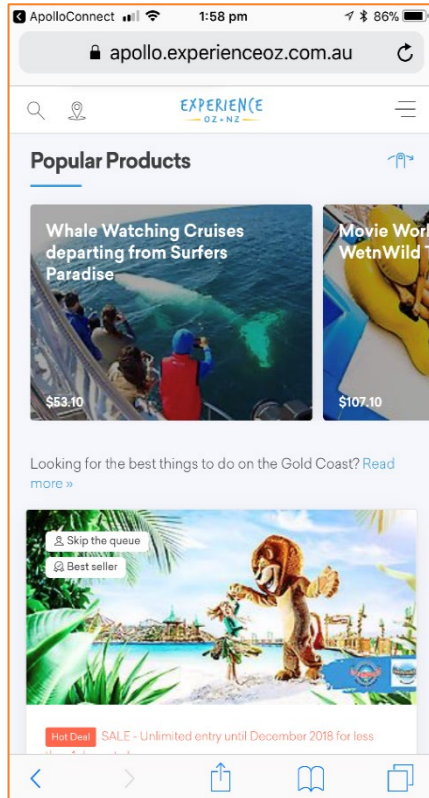 ApolloConnect 1:58 pm 86%
apollo.experienceoz.com.au
EXPERIENCE
OZ+NZ
Popular Products
Whale Watching Cruises
departing from Surfers
Paradise
$53.10
Movie Worl
WetnWild T
$107.10
Looking for the best things to do on the Gold Coast? Read
more »
Skip the queue
Best seller
Hot Deal SALE - Unlimited entry until December 2018 for less